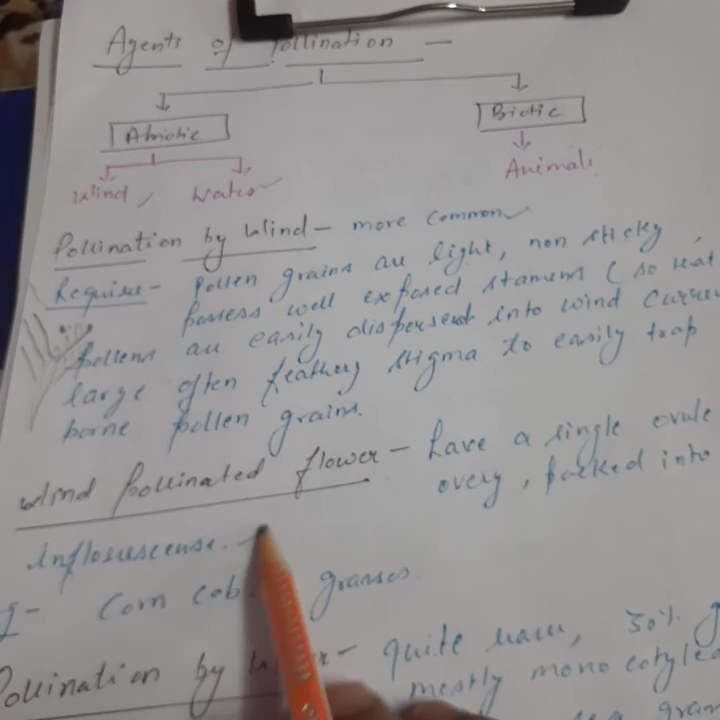 Agents of Pollination —
Abiotic Biotic
Wind Water Animals
Pollination by Wind — more common
Require - Pollen grains are light, non sticky,
possess well exposed stamens (so that
pollens are easily dispersed into wind
large often feathery stigma to easily trap
borne pollen grains.
Wind Pollinated flower — have a single ovule
ovary, packed into
Inflorescense. -
Corn cob grasses
Pollination by — quite rare, 30%
mostly